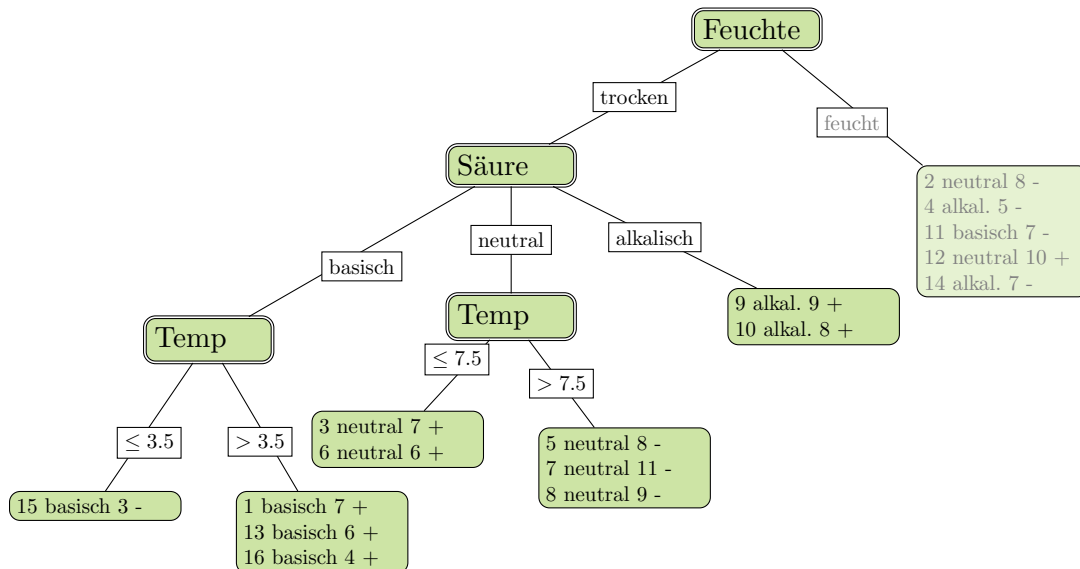 Feuchte
trocken
feucht
Säure
2 neutral 8 -
4 alkal. 5 -
11 basisch 7 -
12 neutral 10 +
14 alkal. 7 -
basisch
neutral
alkalisch
Temp
Temp
9 alkal. 9 +
10 alkal. 8 +
≤ 3.5
> 3.5
≤ 7.5
> 7.5
15 basisch 3 -
1 basisch 7 +
13 basisch 6 +
16 basisch 4 +
3 neutral 7 +
6 neutral 6 +
5 neutral 8 -
7 neutral 11 -
8 neutral 9 -